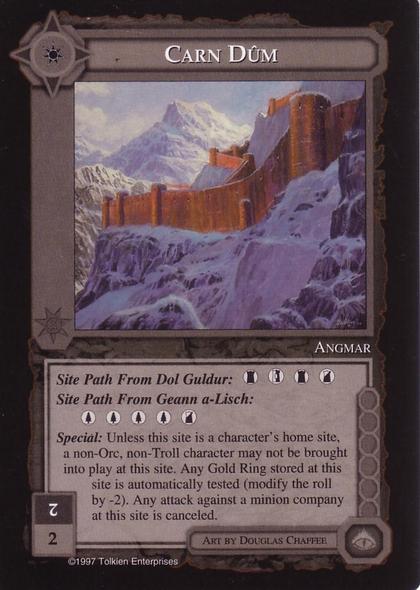 CARN DÛM
ANGMAR
Site Path From Dol Guldur:
Site Path From Geann a-Lisch:
Special: Unless this site is a character's home site,
a non-Orc, non-Troll character may not be brought
into play at this site. Any Gold Ring stored at this
site is automatically tested (modify the roll
by -2). Any attack against a minion company
at this site is canceled.
2
2
ART BY DOUGLAS CHAFFEE
©1997 Tolkien Enterprises